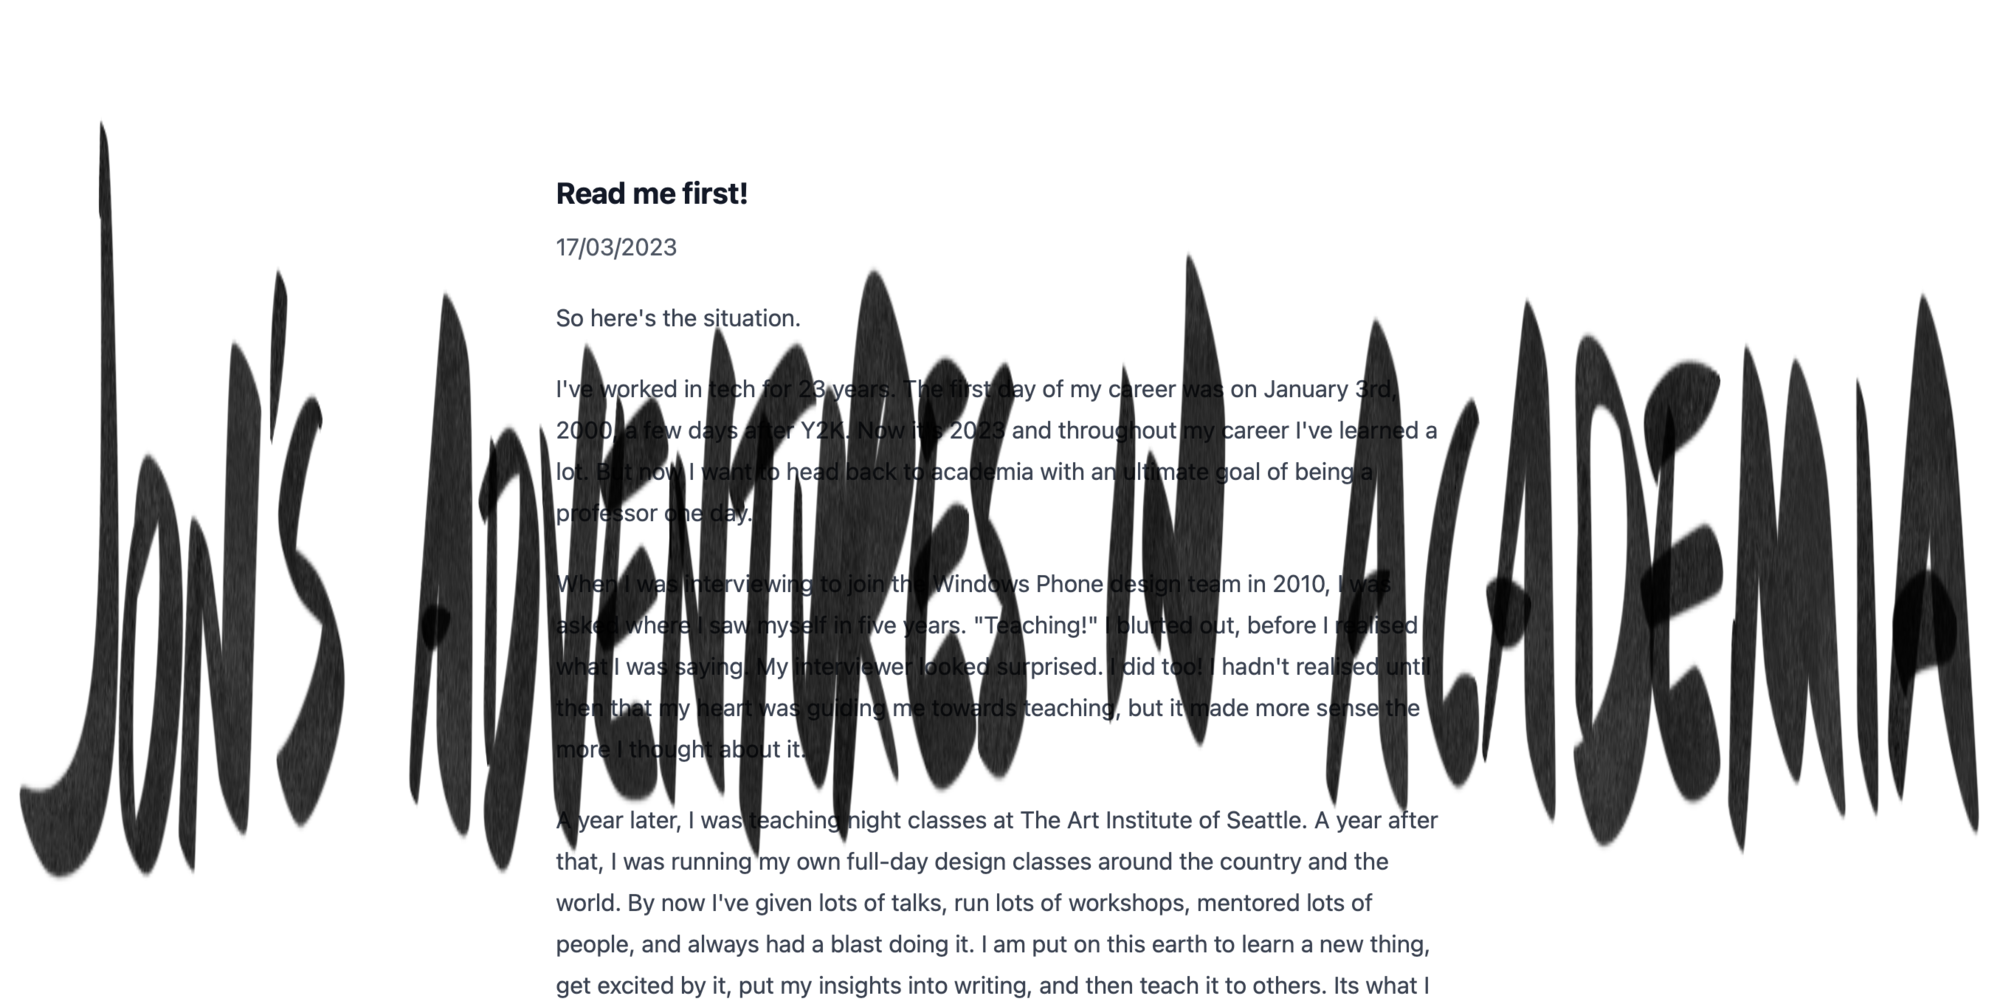 JON'S ADVENTURES IN ACADEMIA
Read me first!
17/03/2023
So here's the situation.
I've worked in tech for 23 years. The first day of my career was on January 3rd,
2000, a few days after Y2K. Now it's 2023 and throughout my career I've learned a
lot. But now I want to head back to academia with an ultimate goal of being a
professor one day.
When I was interviewing to join the Windows Phone design team in 2010, I was
asked where I saw myself in five years. "Teaching!" I blurted out, before I realised
what I was saying. My interviewer looked surprised. I did too! I hadn't realised until
then that my heart was guiding me towards teaching, but it made more sense the
more I thought about it.
A year later, I was teaching night classes at The Art Institute of Seattle. A year after
that, I was running my own full-day design classes around the country and the
world. By now I've given lots of talks, run lots of workshops, mentored lots of
people, and always had a blast doing it. I am put on this earth to learn a new thing,
get excited by it, put my insights into writing, and then teach it to others. Its what I